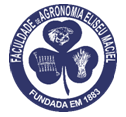 FACULDADE DE AGRONOMIA ELISEU MACIEL
FUNDADA EM 1883